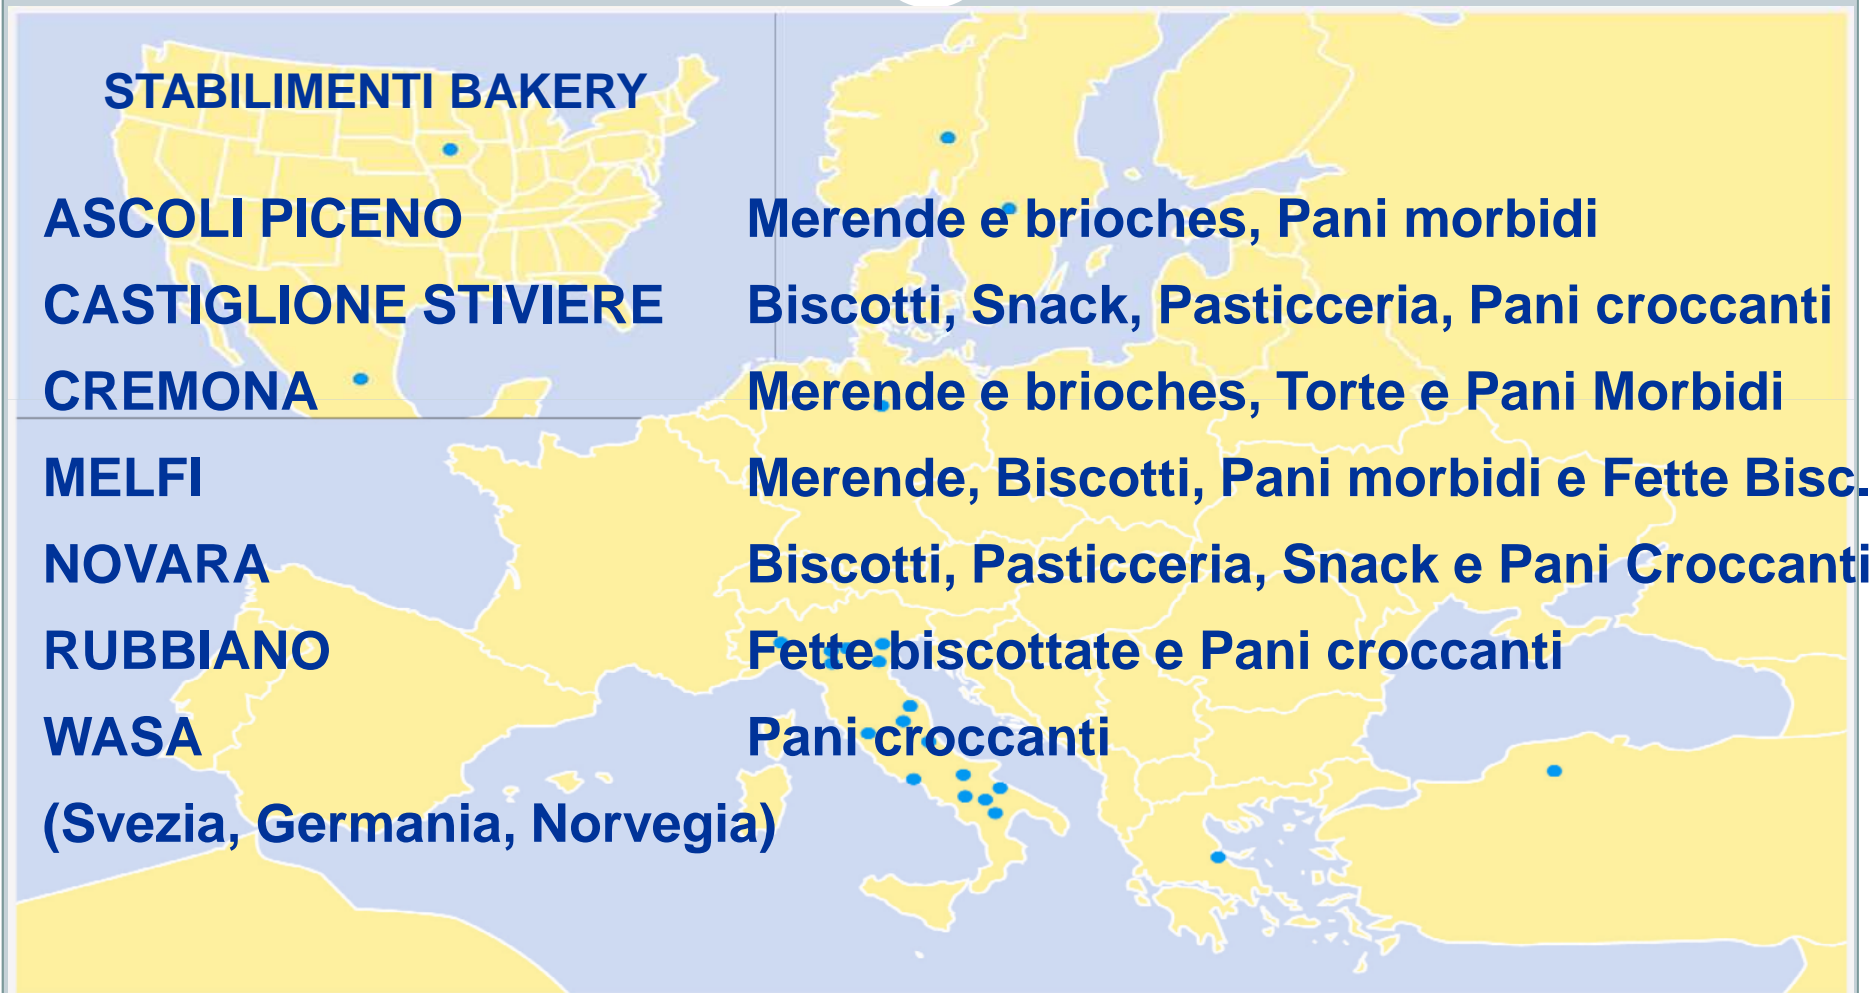 STABILIMENTI BAKERY
ASCOLI PICENO Merende e brioches, Pani morbidi
CASTIGLIONE STIVIERE Biscotti, Snack, Pasticceria, Pani croccanti
CREMONA Merende e brioches, Torte e Pani Morbidi
MELFI Merende, Biscotti, Pani morbidi e Fette Bisc.
NOVARA Biscotti, Pasticceria, Snack e Pani Croccanti
RUBBIANO Fette biscottate e Pani croccanti
WASA Pani croccanti
(Svezia, Germania, Norvegia)